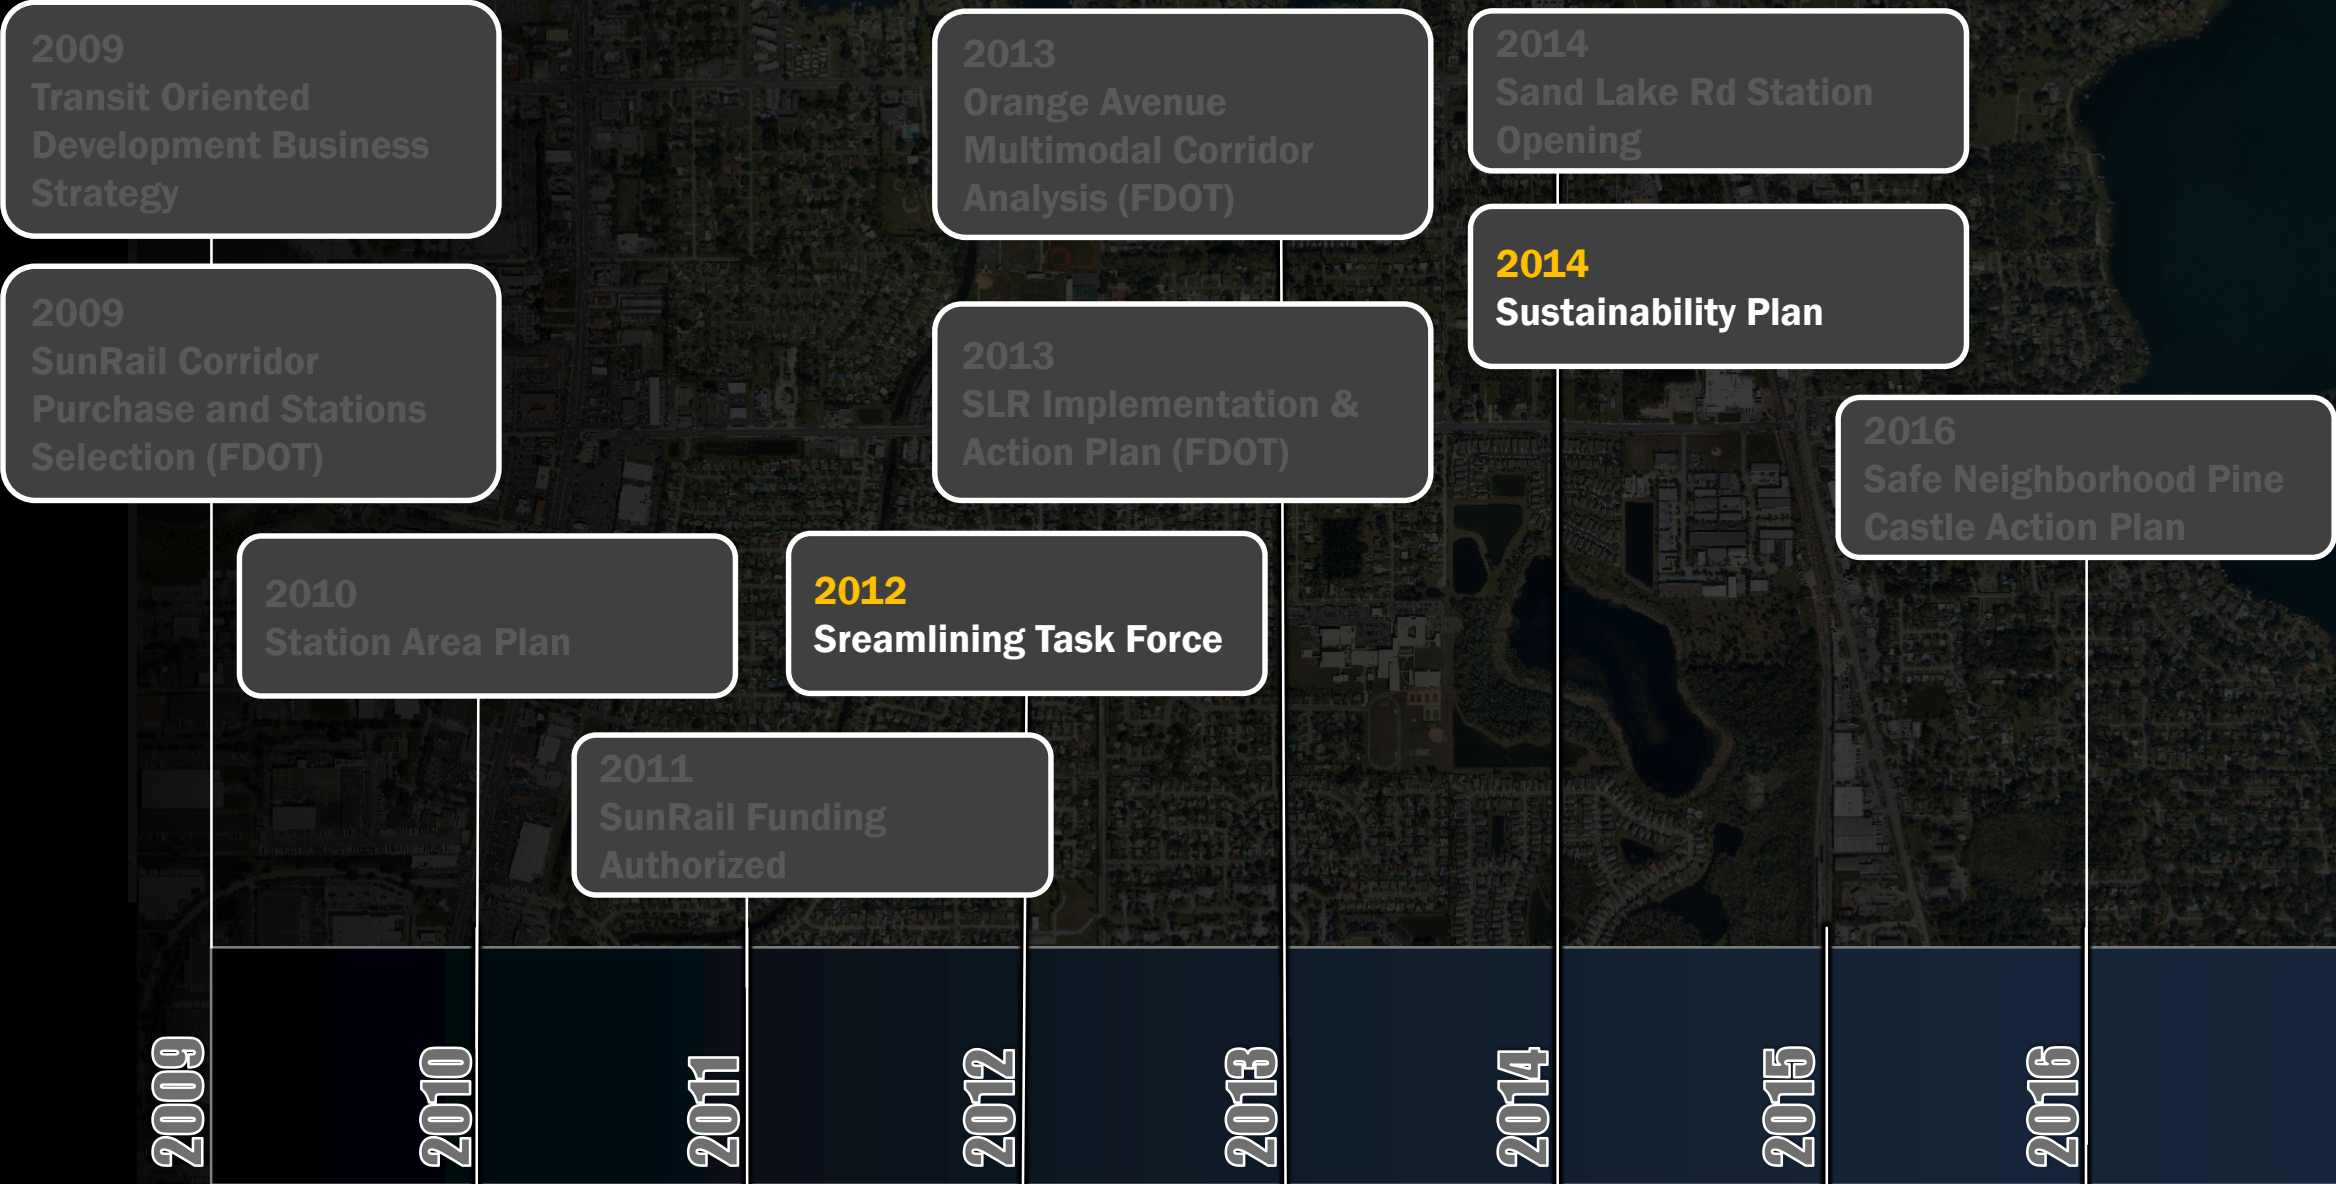 2009
Transit Oriented
Development Business
Strategy
2009
SunRail Corridor
Purchase and Stations
Selection (FDOT)
2010
Station Area Plan
2011
SunRail Funding
Authorized
2012
Sreamlining Task Force
2013
Orange Avenue
Multimodal Corridor
Analysis (FDOT)
2013
SLR Implementation &
Action Plan (FDOT)
2014
Sand Lake Rd Station
Opening
2014
Sustainability Plan
2016
Safe Neighborhood Pine
Castle Action Plan
2009
2010
2011
2012
2013
2014
2015
2016